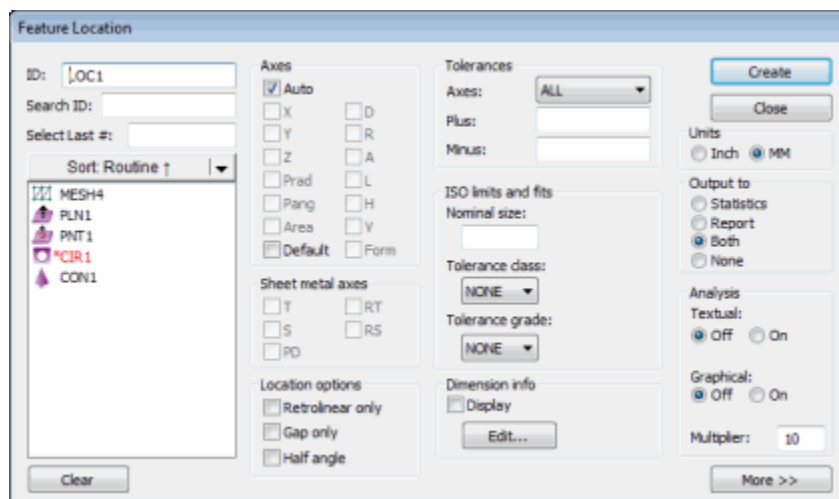 Feature Location
ID: LOC1
Search ID:
Select Last #:
Sort: Routine ↑
MESH4
PLN1
PNT1
*CIR1
CON1
Clear
Axes
Auto
X D
Y R
Z A
Prad L
Pang H
Area V
Default Form
Sheet metal axes
T RT
S RS
PD
Location options
Retrolinear only
Gap only
Half angle
Tolerances
Axes: ALL
Plus:
Minus:
ISO limits and fits
Nominal size:
Tolerance class:
NONE
Tolerance grade:
NONE
Dimension info
Display
Edit...
Create
Close
Units
Inch MM
Output to
Statistics
Report
Both
None
Analysis
Textual:
Off On
Graphical:
Off On
Multiplier: 10
More >>